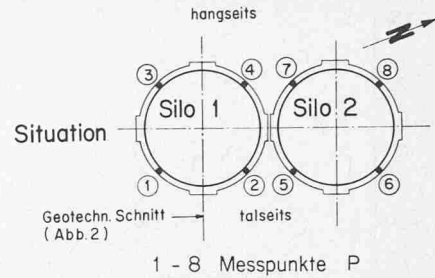 hangseits
N
3 4 7 8
Silo 1 Silo 2
Situation
1 2 5 6
Geotechn. Schnitt
(Abb. 2)
talseits
1 - 8 Messpunkte P